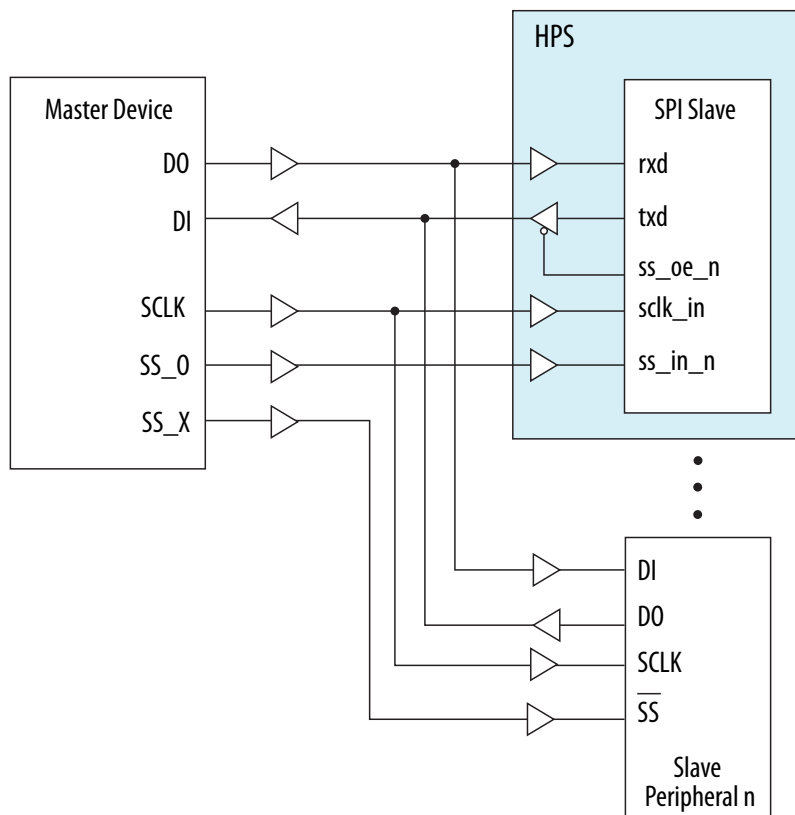 HPS
Master Device
DO
DI
SCLK
SS_0
SS_X
SPI Slave
rxd
txd
ss_oe_n
sclk_in
ss_in_n
DI
DO
SCLK
SS
Slave
Peripheral n